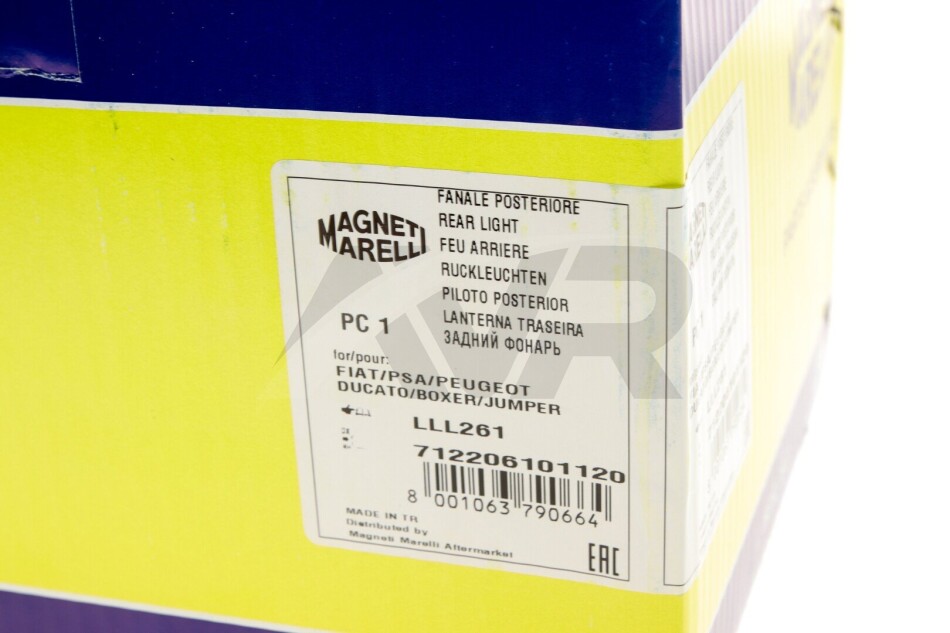 MAGNETI
MARELLI
FANALE POSTERIORE
REAR LIGHT
FEU ARRIERE
RUCKLEUCHTEN
PILOTO POSTERIOR
LANTERNA TRASEIRA
ЗАДНИЙ ФОНАРЬ
PC 1
for/pour:
FIAT/PSA/PEUGEOT
DUCATO/BOXER/JUMPER
LLL261
712206101120
8 001063 790664
MADE IN TR
Distributed by
Magneti Marelli Aftermarket
EAC
AVR